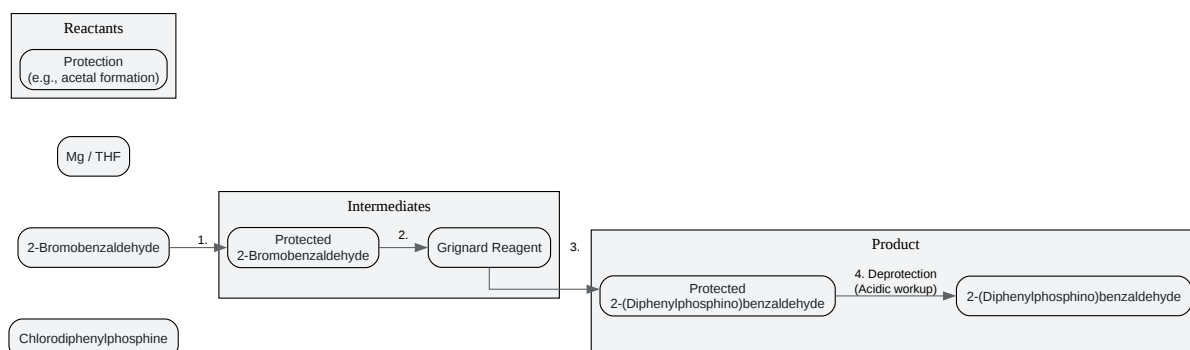 Reactants
Protection
(e.g., acetal formation)
Mg / THF
2-Bromobenzaldehyde
Chlorodiphenylphosphine
1.
Intermediates
Protected
2-Bromobenzaldehyde
2.
Grignard Reagent
3.
Product
Protected
2-(Diphenylphosphino)benzaldehyde
4. Deprotection
(Acidic workup)
2-(Diphenylphosphino)benzaldehyde